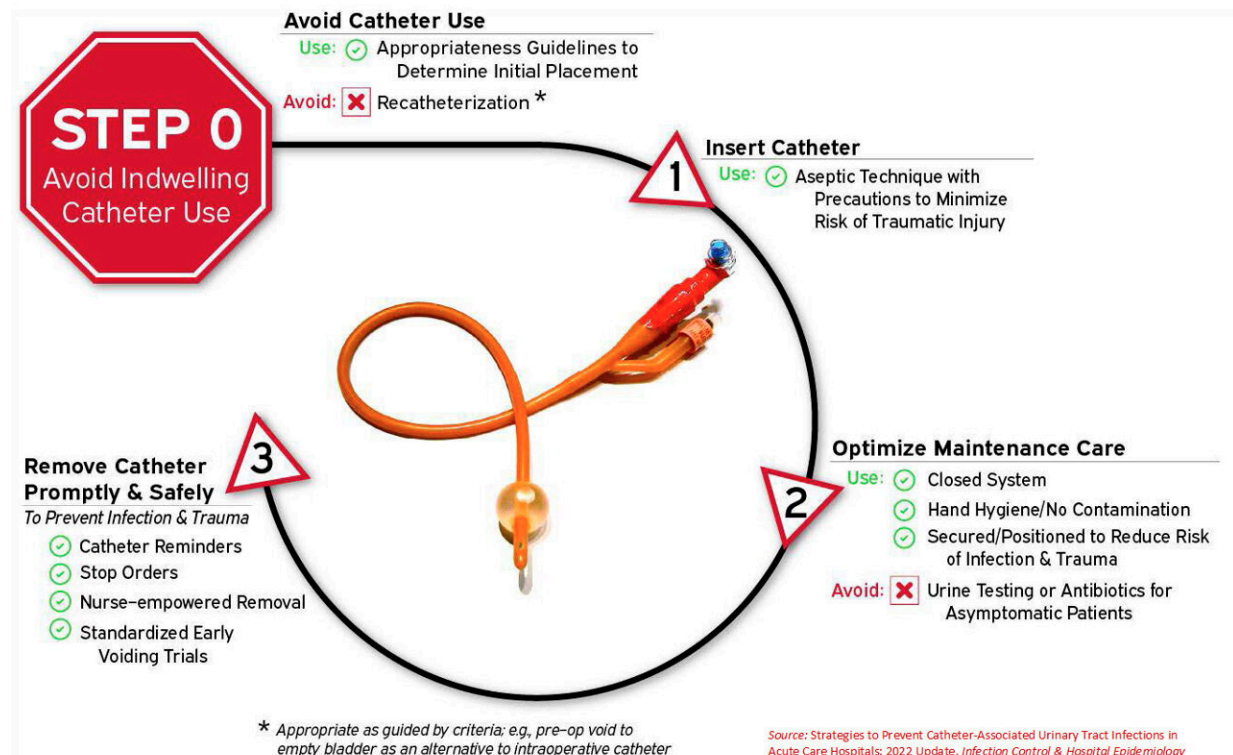 STEP 0
Avoid Indwelling
Catheter Use
Avoid Catheter Use
Use: Appropriateness Guidelines to
Determine Initial Placement
Avoid: Recatheterization *
1
Insert Catheter
Use: Aseptic Technique with
Precautions to Minimize
Risk of Traumatic Injury
2
Optimize Maintenance Care
Use: Closed System
Hand Hygiene/No Contamination
Secured/Positioned to Reduce Risk
of Infection & Trauma
Avoid: Urine Testing or Antibiotics for
Asymptomatic Patients
3
Remove Catheter
Promptly & Safely
To Prevent Infection & Trauma
Catheter Reminders
Stop Orders
Nurse-empowered Removal
Standardized Early
Voiding Trials
* Appropriate as guided by criteria; e.g., pre-op void to
empty bladder as an alternative to intraoperative catheter
Source: Strategies to Prevent Catheter-Associated Urinary Tract Infections in
Acute Care Hospitals: 2022 Update. Infection Control & Hospital Epidemiology